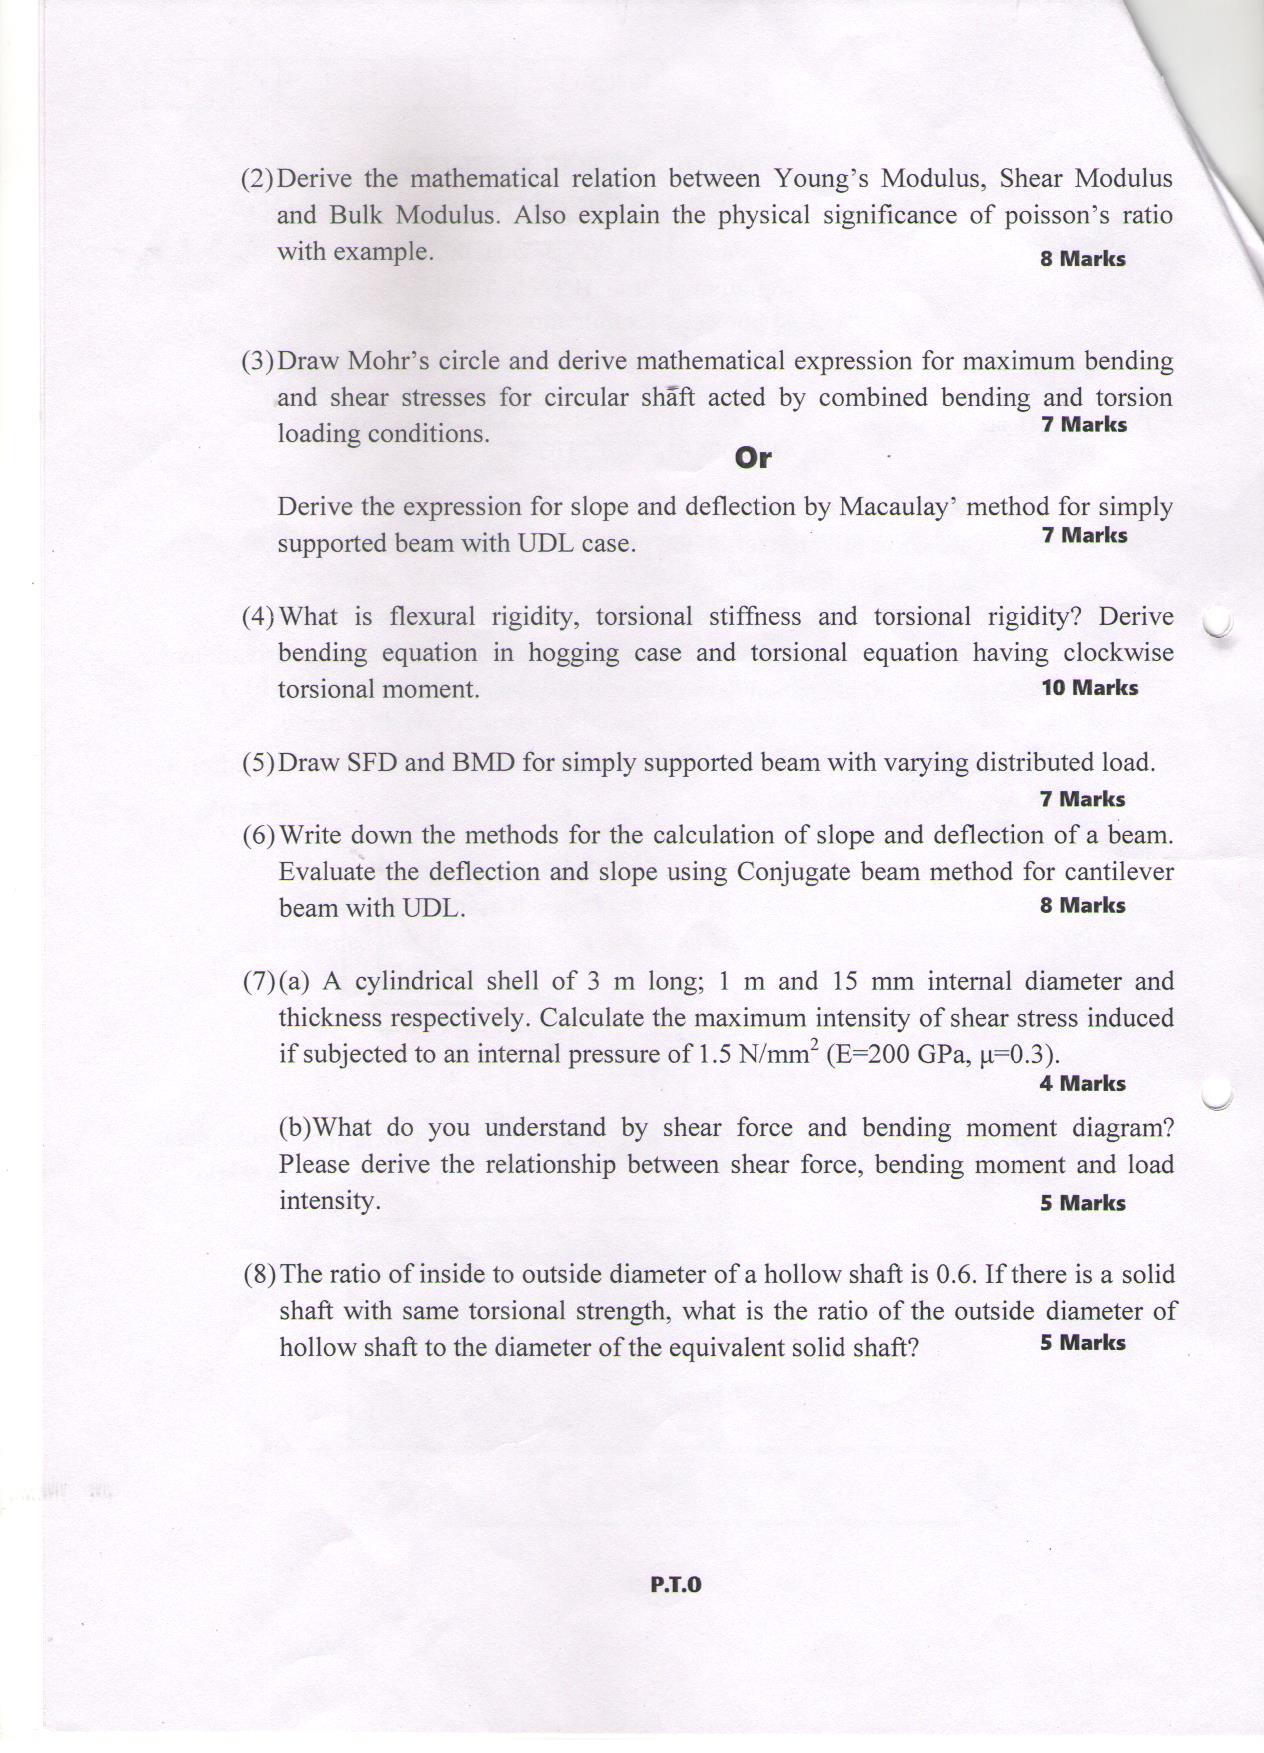 (2) Derive the mathematical relation between Young's Modulus, Shear Modulus
and Bulk Modulus. Also explain the physical significance of poisson's ratio
with example.
8 Marks
(3) Draw Mohr's circle and derive mathematical expression for maximum bending
and shear stresses for circular shaft acted by combined bending and torsion
loading conditions.
7 Marks
Or
Derive the expression for slope and deflection by Macaulay' method for simply
supported beam with UDL case.
7 Marks
(4) What is flexural rigidity, torsional stiffness and torsional rigidity? Derive
bending equation in hogging case and torsional equation having clockwise
torsional moment.
10 Marks
(5) Draw SFD and BMD for simply supported beam with varying distributed load.
7 Marks
(6) Write down the methods for the calculation of slope and deflection of a beam.
Evaluate the deflection and slope using Conjugate beam method for cantilever
beam with UDL.
8 Marks
(7) (a) A cylindrical shell of 3 m long; 1 m and 15 mm internal diameter and
thickness respectively. Calculate the maximum intensity of shear stress induced
if subjected to an internal pressure of 1.5 N/mm² (E=200 GPa, μ=0.3).
4 Marks
(b)What do you understand by shear force and bending moment diagram?
Please derive the relationship between shear force, bending moment and load
intensity.
5 Marks
(8) The ratio of inside to outside diameter of a hollow shaft is 0.6. If there is a solid
shaft with same torsional strength, what is the ratio of the outside diameter of
hollow shaft to the diameter of the equivalent solid shaft?
5 Marks
P.T.O